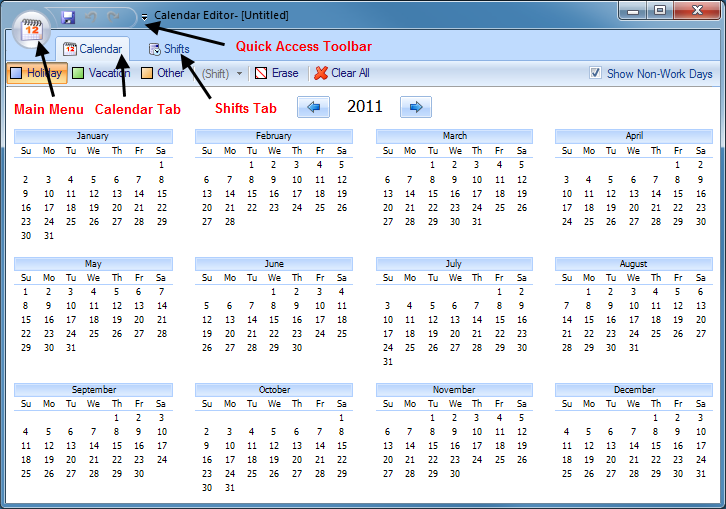 Calendar Editor- [Untitled]
12
12 Calendar Shifts Quick Access Toolbar
Holiday Vacation Other (Shift) Erase Clear All Show Non-Work Days
Main Menu Calendar Tab Shifts Tab 2011
January February March April
Su Mo Tu We Th Fr Sa Su Mo Tu We Th Fr Sa Su Mo Tu We Th Fr Sa Su Mo Tu We Th Fr Sa
1 1 2 3 4 5 1 2 3 4 5 1 2
2 3 4 5 6 7 8 6 7 8 9 10 11 12 6 7 8 9 10 11 12 3 4 5 6 7 8 9
9 10 11 12 13 14 15 13 14 15 16 17 18 19 13 14 15 16 17 18 19 10 11 12 13 14 15 16
16 17 18 19 20 21 22 20 21 22 23 24 25 26 20 21 22 23 24 25 26 17 18 19 20 21 22 23
23 24 25 26 27 28 29 27 28 27 28 29 30 31 24 25 26 27 28 29 30
30 31
May June July August
Su Mo Tu We Th Fr Sa Su Mo Tu We Th Fr Sa Su Mo Tu We Th Fr Sa Su Mo Tu We Th Fr Sa
1 2 3 4 5 6 7 1 2 3 4 1 2 1 2 3 4 5 6
8 9 10 11 12 13 14 5 6 7 8 9 10 11 3 4 5 6 7 8 9 7 8 9 10 11 12 13
15 16 17 18 19 20 21 12 13 14 15 16 17 18 10 11 12 13 14 15 16 14 15 16 17 18 19 20
22 23 24 25 26 27 28 19 20 21 22 23 24 25 17 18 19 20 21 22 23 21 22 23 24 25 26 27
29 30 31 26 27 28 29 30 24 25 26 27 28 29 30 28 29 30 31
31
September October November December
Su Mo Tu We Th Fr Sa Su Mo Tu We Th Fr Sa Su Mo Tu We Th Fr Sa Su Mo Tu We Th Fr Sa
1 2 3 1 1 2 3 4 5 1 2 3
4 5 6 7 8 9 10 2 3 4 5 6 7 8 6 7 8 9 10 11 12 4 5 6 7 8 9 10
11 12 13 14 15 16 17 9 10 11 12 13 14 15 13 14 15 16 17 18 19 11 12 13 14 15 16 17
18 19 20 21 22 23 24 16 17 18 19 20 21 22 20 21 22 23 24 25 26 18 19 20 21 22 23 24
25 26 27 28 29 30 23 24 25 26 27 28 29 27 28 29 30 25 26 27 28 29 30 31
30 31